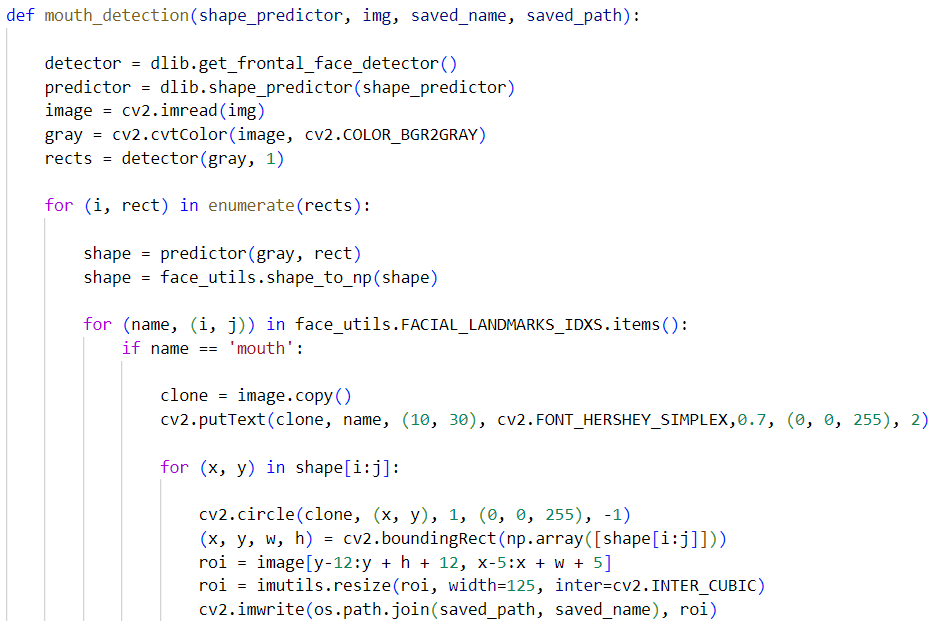 def mouth_detection(shape_predictor, img, saved_name, saved_path):
    detector = dlib.get_frontal_face_detector()
    predictor = dlib.shape_predictor(shape_predictor)
    image = cv2.imread(img)
    gray = cv2.cvtColor(image, cv2.COLOR_BGR2GRAY)
    rects = detector(gray, 1)
    for (i, rect) in enumerate(rects):
        shape = predictor(gray, rect)
        shape = face_utils.shape_to_np(shape)
        for (name, (i, j)) in face_utils.FACIAL_LANDMARKS_IDXS.items():
            if name == 'mouth':
                clone = image.copy()
                cv2.putText(clone, name, (10, 30), cv2.FONT_HERSHEY_SIMPLEX,0.7, (0, 0, 255), 2)
                for (x, y) in shape[i:j]:
                    cv2.circle(clone, (x, y), 1, (0, 0, 255), -1)
                    (x, y, w, h) = cv2.boundingRect(np.array([shape[i:j]]))
                    roi = image[y-12:y + h + 12, x-5:x + w + 5]
                    roi = imutils.resize(roi, width=125, inter=cv2.INTER_CUBIC)
                    cv2.imwrite(os.path.join(saved_path, saved_name), roi)